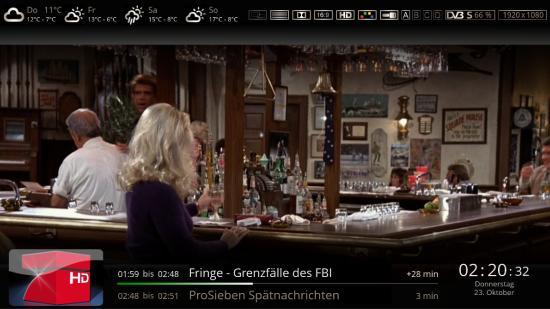 Do 11°C
12°C - 7°C
Fr
13°C - 6°C
Sa
15°C - 8°C
So
17°C - 8°C
16:9
HD
A B C D
DVB S 66 %
1920 x 1080
HD
01:59 bis 02:48 Fringe - Grenzfälle des FBI +28 min
02:48 bis 02:51 ProSieben Spätnachrichten 3 min
02:20:32
Donnerstag
23. Oktober